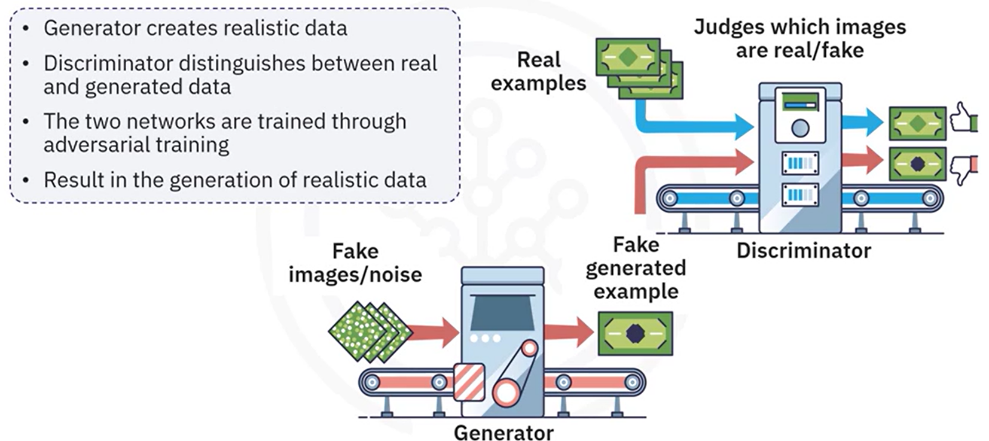 • Generator creates realistic data
• Discriminator distinguishes between real
and generated data
• The two networks are trained through
adversarial training
• Result in the generation of realistic data
Real
examples
Judges which images
are real/fake
Discriminator
Fake
images/noise
Fake
generated
example
Generator